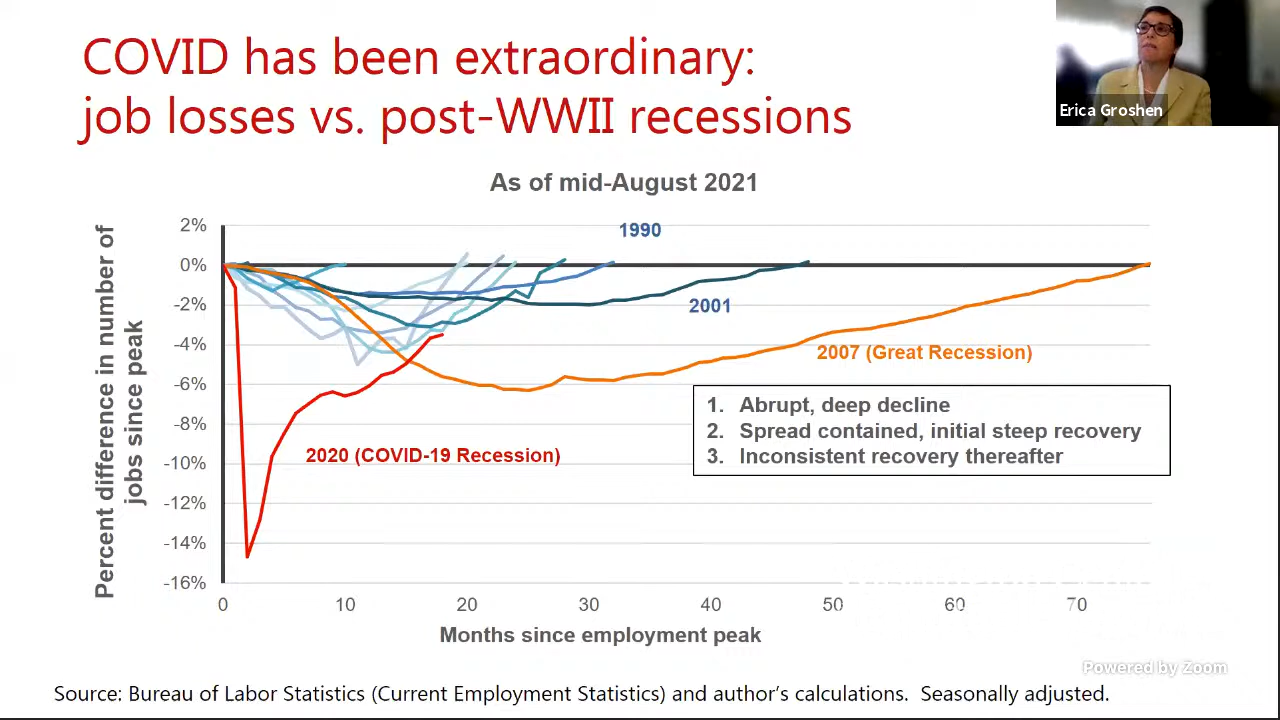 COVID has been extraordinary:
job losses vs. post-WWII recessions
Erica Groshen
As of mid-August 2021
Percent difference in number of
jobs since peak
2%
0%
-2%
-4%
-6%
-8%
-10%
-12%
-14%
-16%
1990
2001
2007 (Great Recession)
2020 (COVID-19 Recession)
1. Abrupt, deep decline
2. Spread contained, initial steep recovery
3. Inconsistent recovery thereafter
0 10 20 30 40 50 60 70
Months since employment peak
Powered by Zoom
Source: Bureau of Labor Statistics (Current Employment Statistics) and author's calculations. Seasonally adjusted.